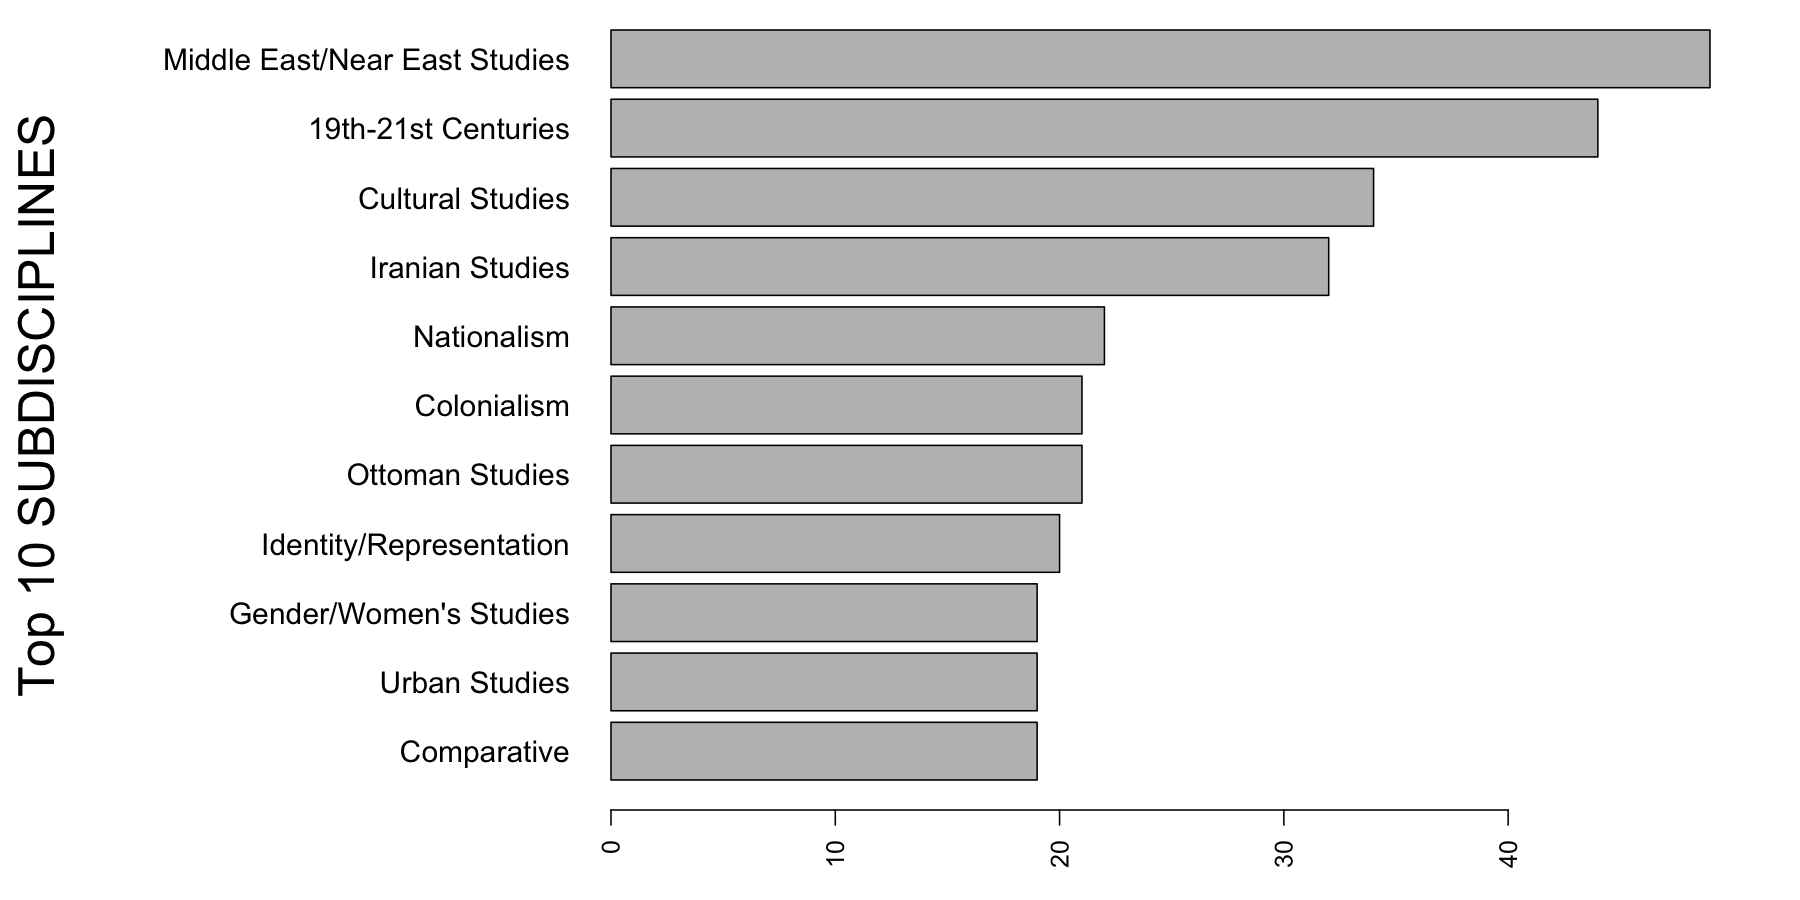 Top 10 SUBDISCIPLINES
Middle East/Near East Studies
19th-21st Centuries
Cultural Studies
Iranian Studies
Nationalism
Colonialism
Ottoman Studies
Identity/Representation
Gender/Women's Studies
Urban Studies
Comparative
0 10 20 30 40